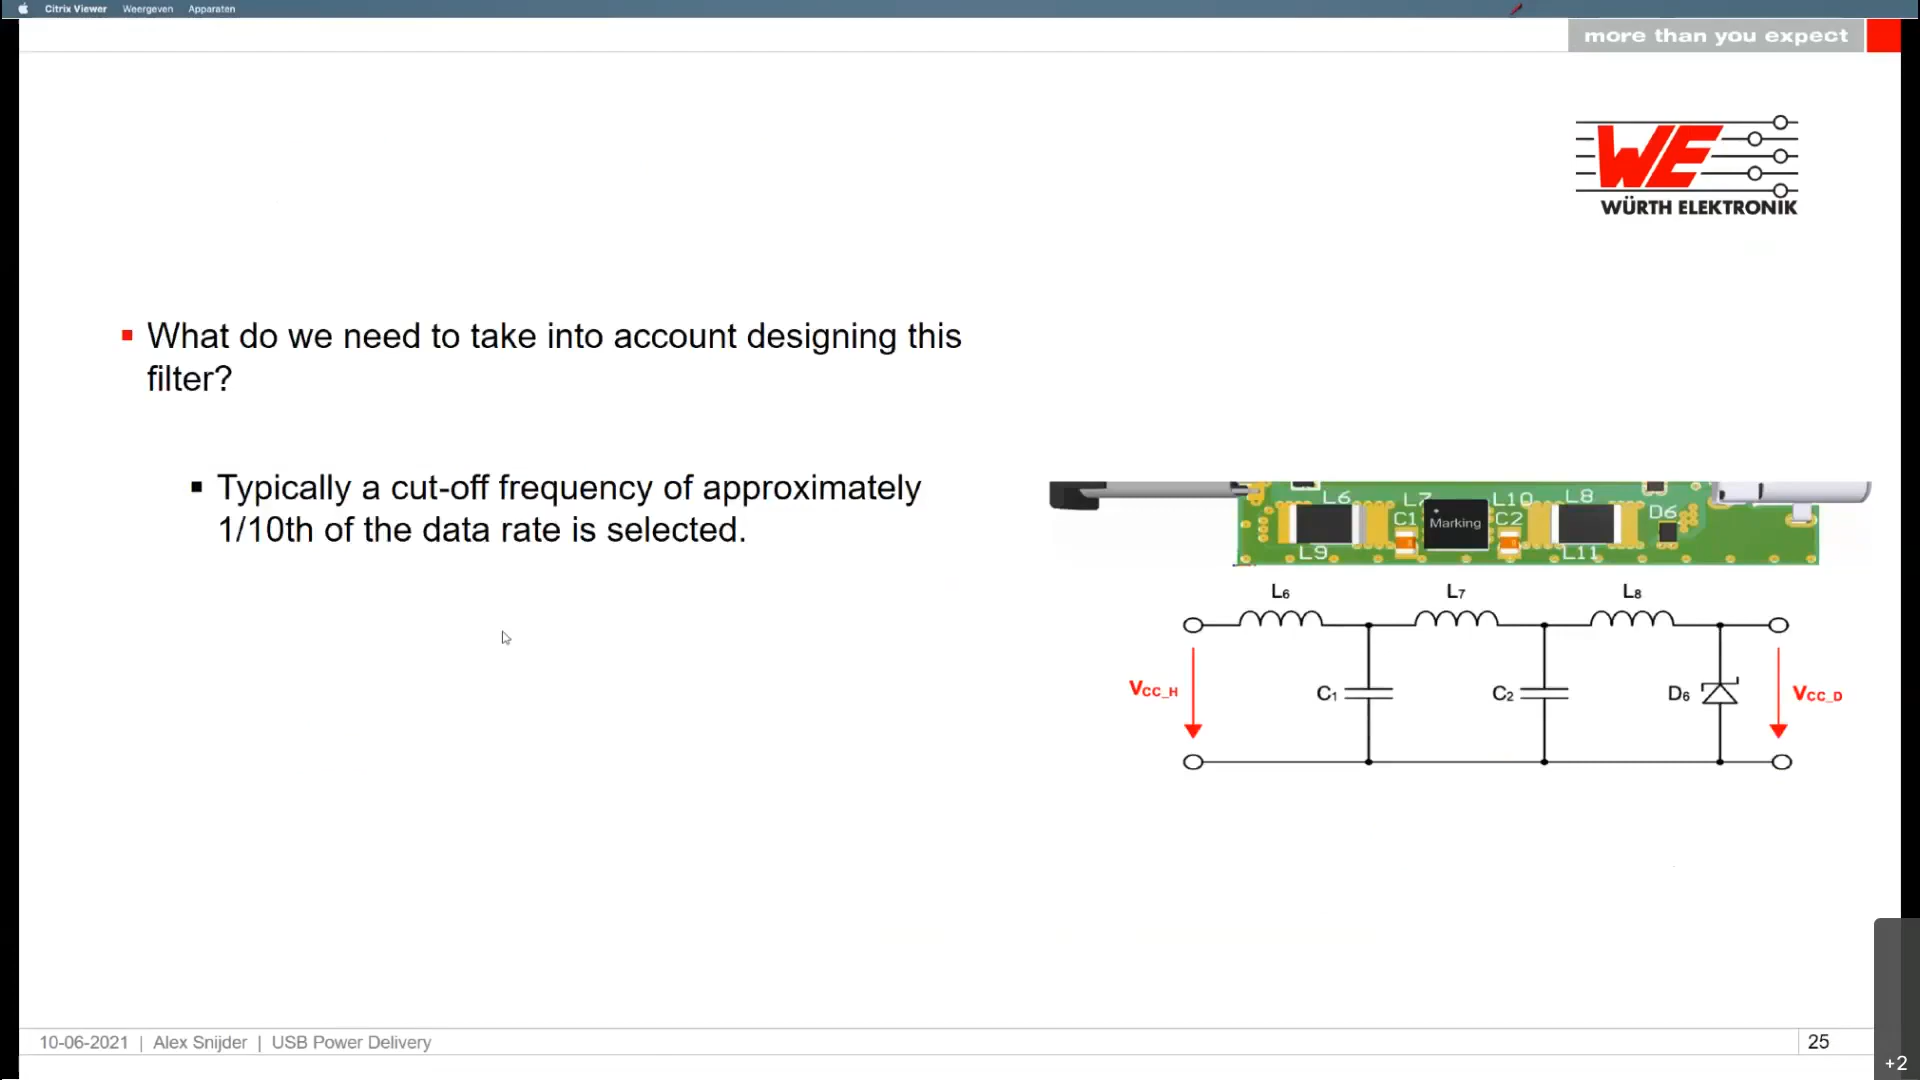 Citrix Viewer Weergeven Apparaten
more than you expect
WE
WÜRTH ELEKTRONIK
▪ What do we need to take into account designing this
filter?
▪ Typically a cut-off frequency of approximately
1/10th of the data rate is selected.
L6 L7 L10 L8
C1 Marking C2 D6
L9 L11
L6 L7 L8
VCC_H C1 C2 D6 VCC_D
10-06-2021 | Alex Snijder | USB Power Delivery 25
+2